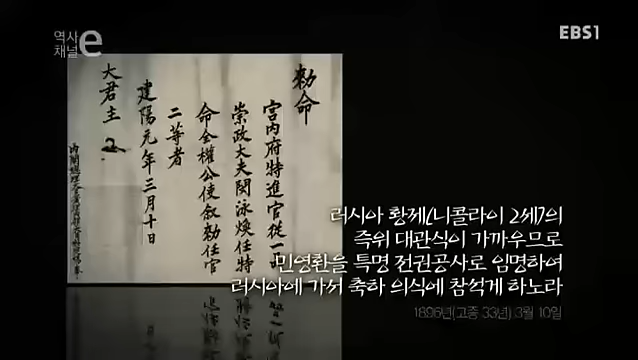 역사
채널e
EBS1
勅命
宮內府特進官從一品
崇政大夫閔泳煥任特
命全權公使敍勅任官
二等者
建陽元年三月十日
大君主
러시아 황제(니콜라이 2세)의
즉위 대관식이 가까우므로
민영환을 특명 전권공사로 임명하여
러시아에 가서 축하 의식에 참석게 하노라
1896년(고종 33년) 3월 10일